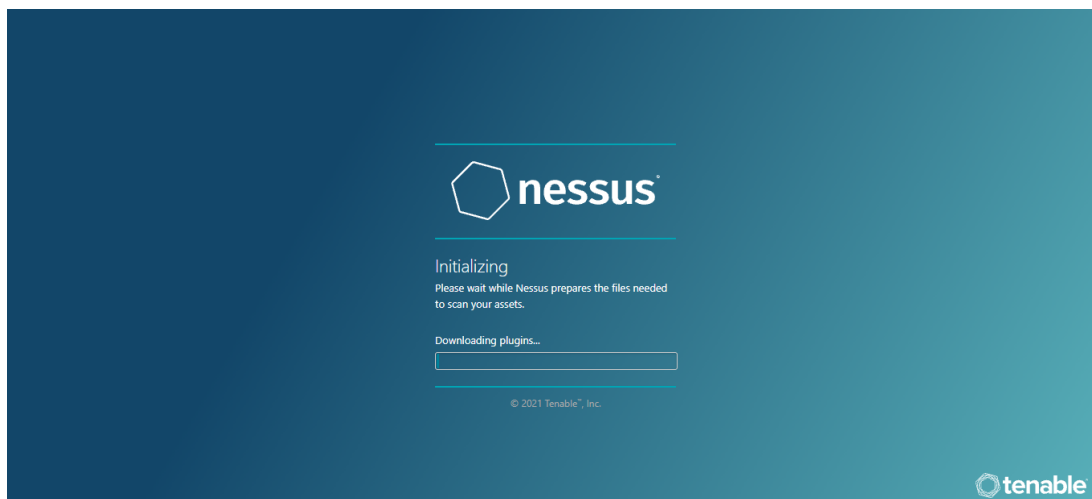 nessus®
Initializing
Please wait while Nessus prepares the files needed
to scan your assets.
Downloading plugins...
© 2021 Tenable™, Inc.
tenable